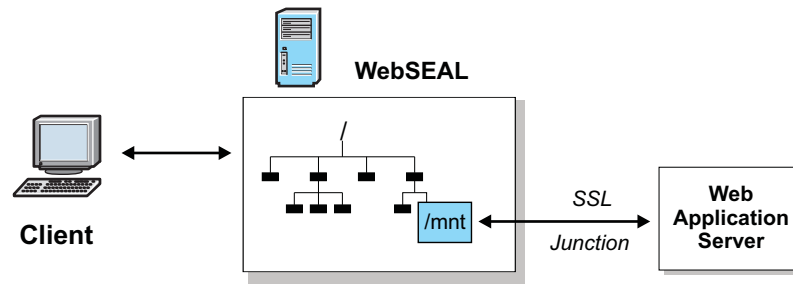 WebSEAL
/
Client
/mnt
SSL
Junction
Web
Application
Server